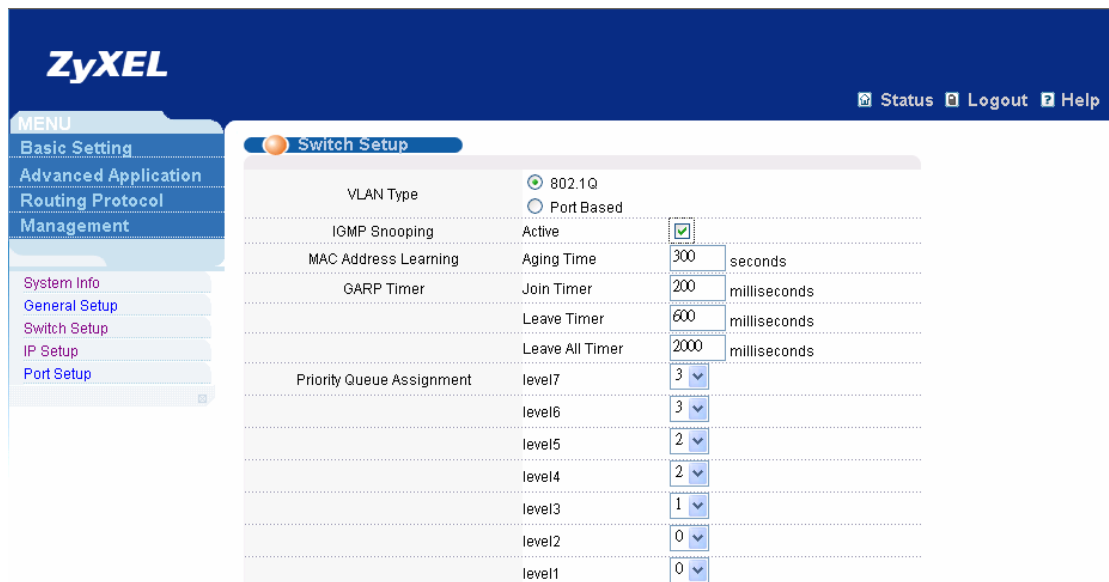 ZyXEL
Status Logout Help
MENU
Basic Setting
Advanced Application
Routing Protocol
Management
System Info
General Setup
Switch Setup
IP Setup
Port Setup
Switch Setup
VLAN Type 802.1Q
Port Based
IGMP Snooping Active
MAC Address Learning Aging Time 300 seconds
GARP Timer Join Timer 200 milliseconds
Leave Timer 600 milliseconds
Leave All Timer 2000 milliseconds
Priority Queue Assignment level7 3
level6 3
level5 2
level4 2
level3 1
level2 0
level1 0